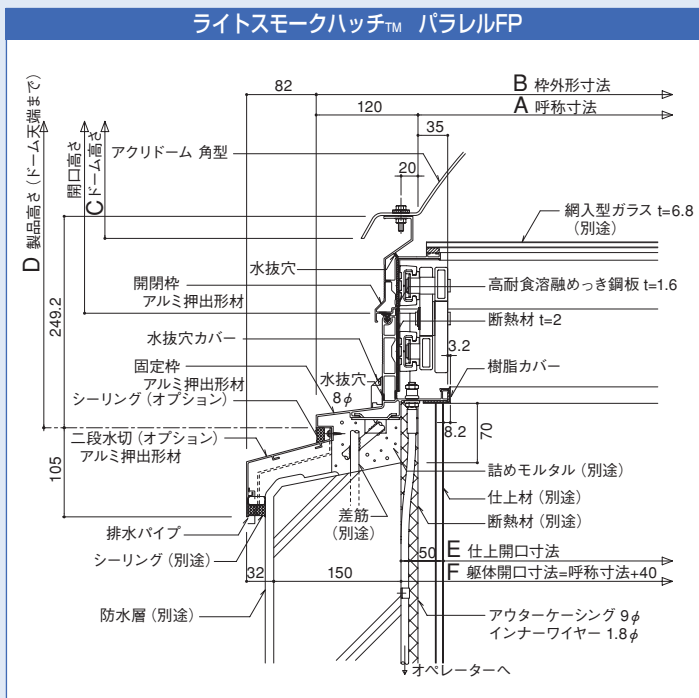 ライトスモークハッチTM パラレルFP
82
B 枠外形寸法
120
A 呼称寸法
35
20
D 製品高さ（ドーム天端まで）
開口高さ
C ドーム高さ
アクリドーム 角型
網入型ガラス t=6.8
（別途）
水抜穴
高耐食溶融めっき鋼板 t=1.6
開閉枠
アルミ押出形材
断熱材 t=2
249.2
水抜穴カバー
3.2
固定枠
アルミ押出形材
水抜穴
8φ
樹脂カバー
シーリング（オプション）
二段水切（オプション）
アルミ押出形材
8.2
70
105
詰めモルタル（別途）
差筋
（別途）
仕上材（別途）
排水パイプ
断熱材（別途）
シーリング（別途）
50
E 仕上開口寸法
32
150
F 躯体開口寸法=呼称寸法+40
防水層（別途）
アウターケーシング 9φ
インナーワイヤー 1.8φ
オペレーターへ